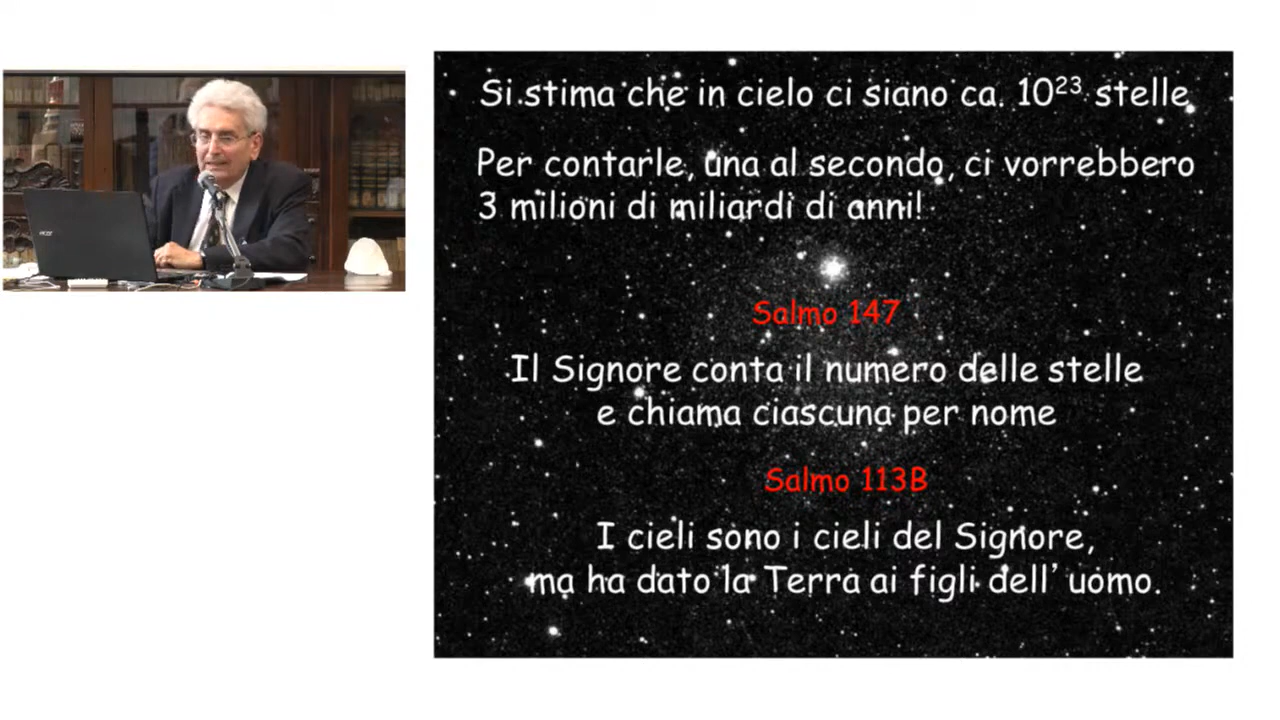 acer
Si stima che in cielo ci siano ca. 10²³ stelle
Per contarle, una al secondo, ci vorrebbero
3 milioni di miliardi di anni!
Salmo 147
Il Signore conta il numero delle stelle
e chiama ciascuna per nome
Salmo 113B
I cieli sono i cieli del Signore,
ma ha dato la Terra ai figli dell’ uomo.